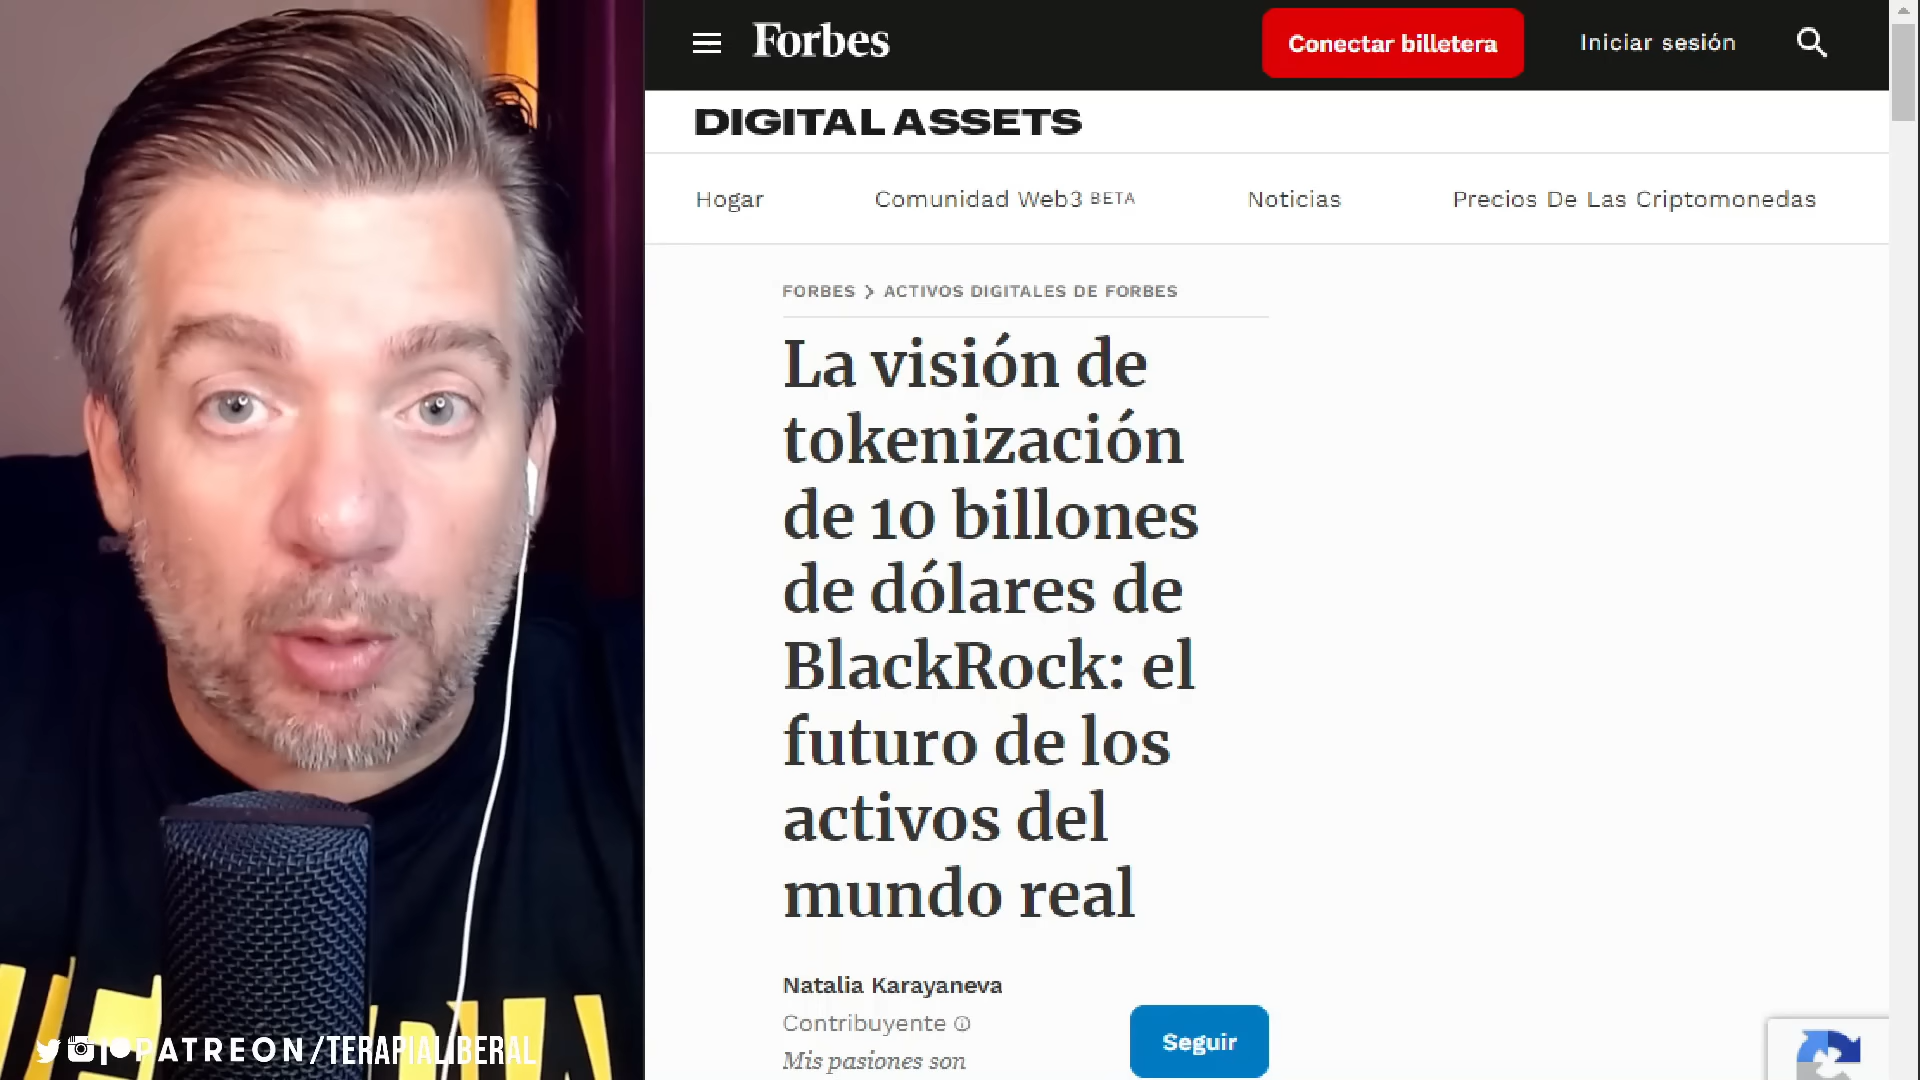 Forbes
Conectar billetera
Iniciar sesión
DIGITAL ASSETS
Hogar
Comunidad Web3 BETA
Noticias
Precios De Las Criptomonedas
FORBES > ACTIVOS DIGITALES DE FORBES
La visión de
tokenización
de 10 billones
de dólares de
BlackRock: el
futuro de los
activos del
mundo real
Natalia Karayaneva
Contribuyente
Mis pasiones son
Seguir
PATREON/TERAPIALIBERAL